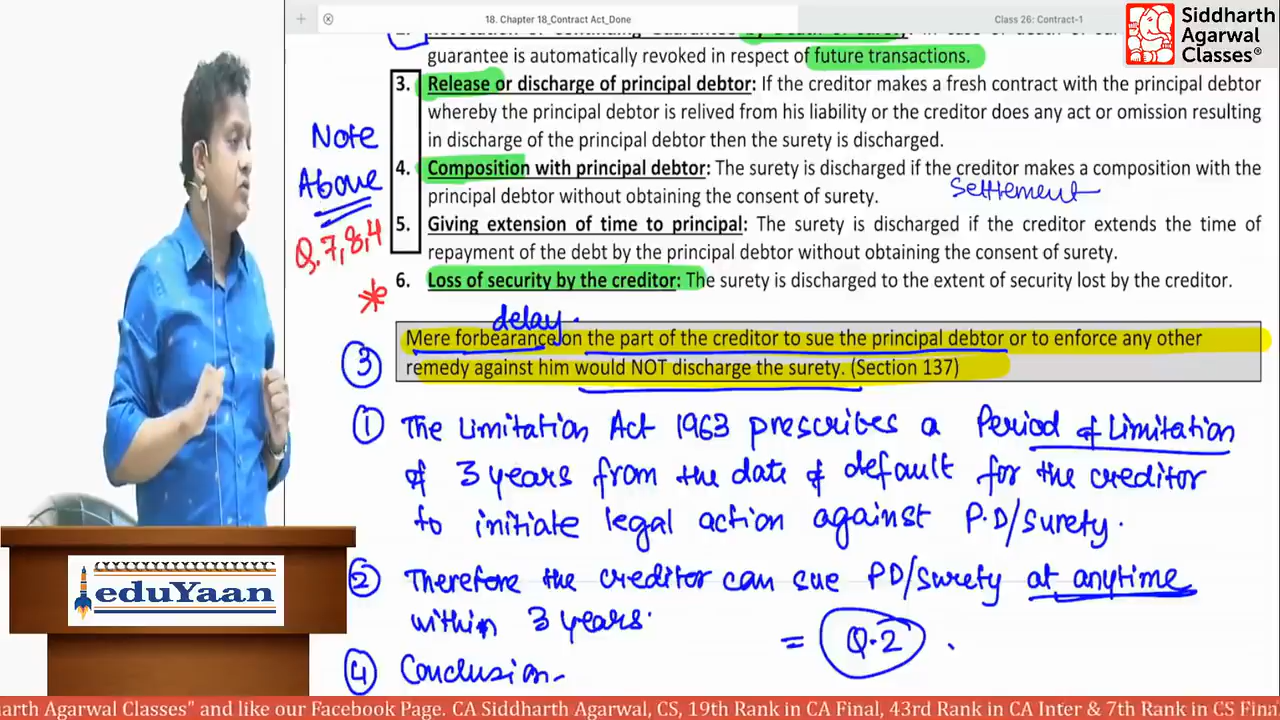 18. Chapter 18_Contract Act_Done
Class 26: Contract-1
Siddharth
Agarwal
Classes®
guarantee is automatically revoked in respect of future transactions.
3. Release or discharge of principal debtor: If the creditor makes a fresh contract with the principal debtor
whereby the principal debtor is relived from his liability or the creditor does any act or omission resulting
in discharge of the principal debtor then the surety is discharged.
4. Composition with principal debtor: The surety is discharged if the creditor makes a composition with the
principal debtor without obtaining the consent of surety.
Settlement
5. Giving extension of time to principal: The surety is discharged if the creditor extends the time of
repayment of the debt by the principal debtor without obtaining the consent of surety.
6. Loss of security by the creditor: The surety is discharged to the extent of security lost by the creditor.
Note
Above
Q.7,8,4
delay.
Mere forbearance on the part of the creditor to sue the principal debtor or to enforce any other
remedy against him would NOT discharge the surety. (Section 137)
3
1 The Limitation Act 1963 prescribes a Period of Limitation
of 3 years from the date of default for the creditor
to initiate legal action against P.D/Surety.
2 Therefore the creditor can sue PD/Surety at anytime
within 3 years.
= Q.2
4 Conclusion.
eduYaan
arth Agarwal Classes" and like our Facebook Page. CA Siddharth Agarwal, CS, 19th Rank in CA Final, 43rd Rank in CA Inter & 7th Rank in CS Fina